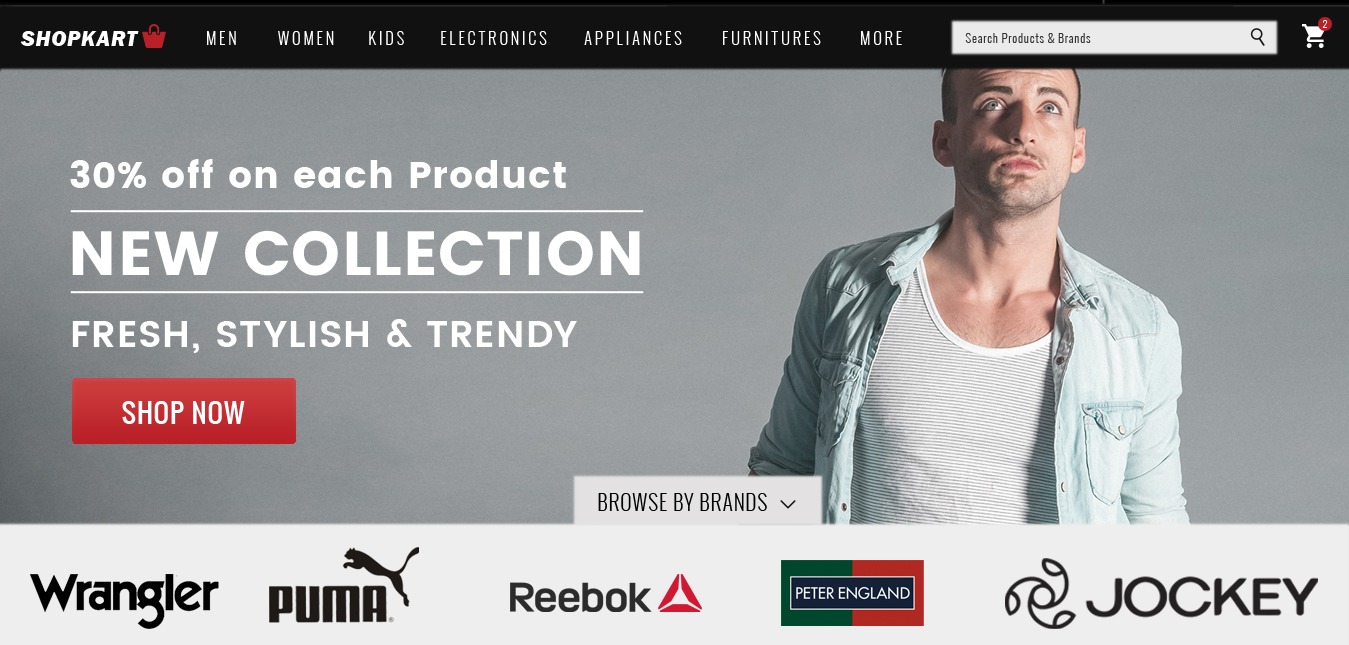 SHOPKART MEN WOMEN KIDS ELECTRONICS APPLIANCES FURNITURES MORE Search Products & Brands 2
30% off on each Product
NEW COLLECTION
FRESH, STYLISH & TRENDY
SHOP NOW
BROWSE BY BRANDS
Wrangler PUMA ® Reebok PETER ENGLAND JOCKEY